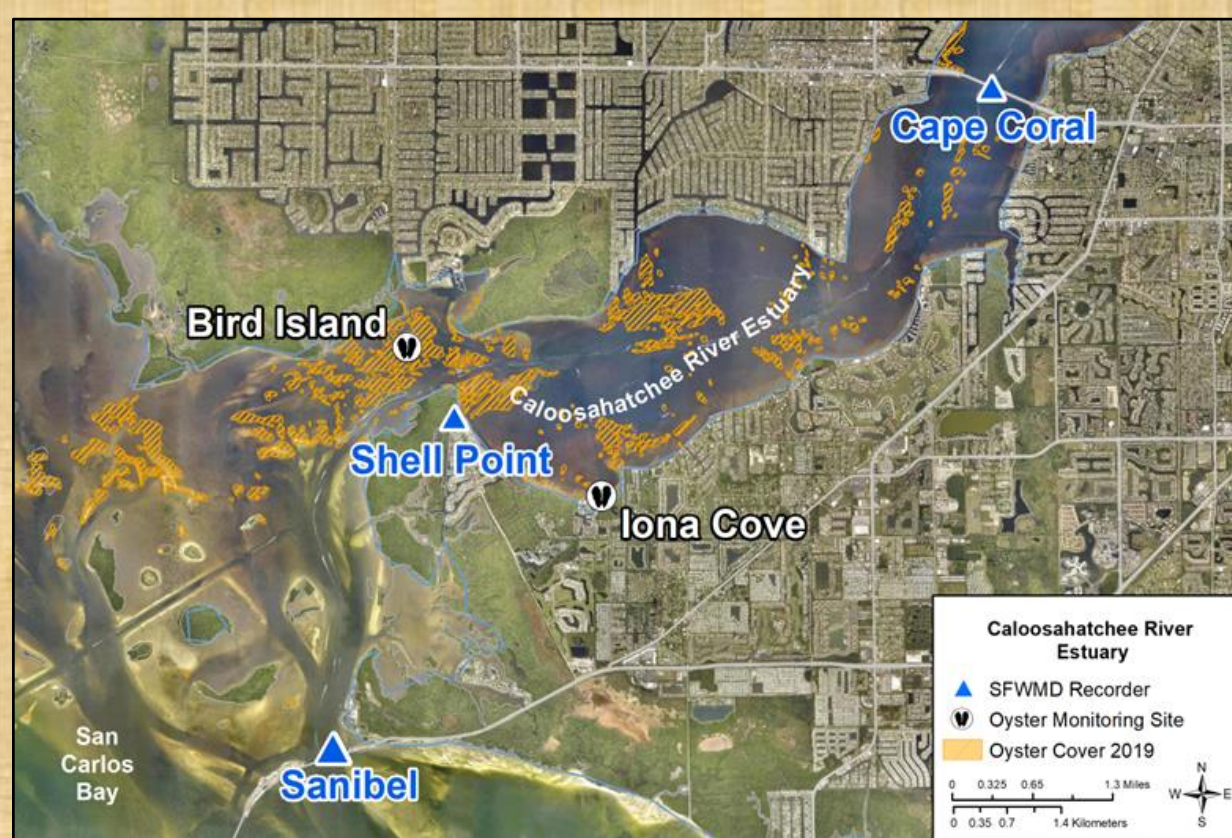 Cape Coral
Bird Island
Caloosahatchee River Estuary
Shell Point
Iona Cove
San
Carlos
Bay
Sanibel
Caloosahatchee River
Estuary
SFWMD Recorder
Oyster Monitoring Site
Oyster Cover 2019
0 0.325 0.65 1.3 Miles
0 0.35 0.7 1.4 Kilometers
N
W E
S